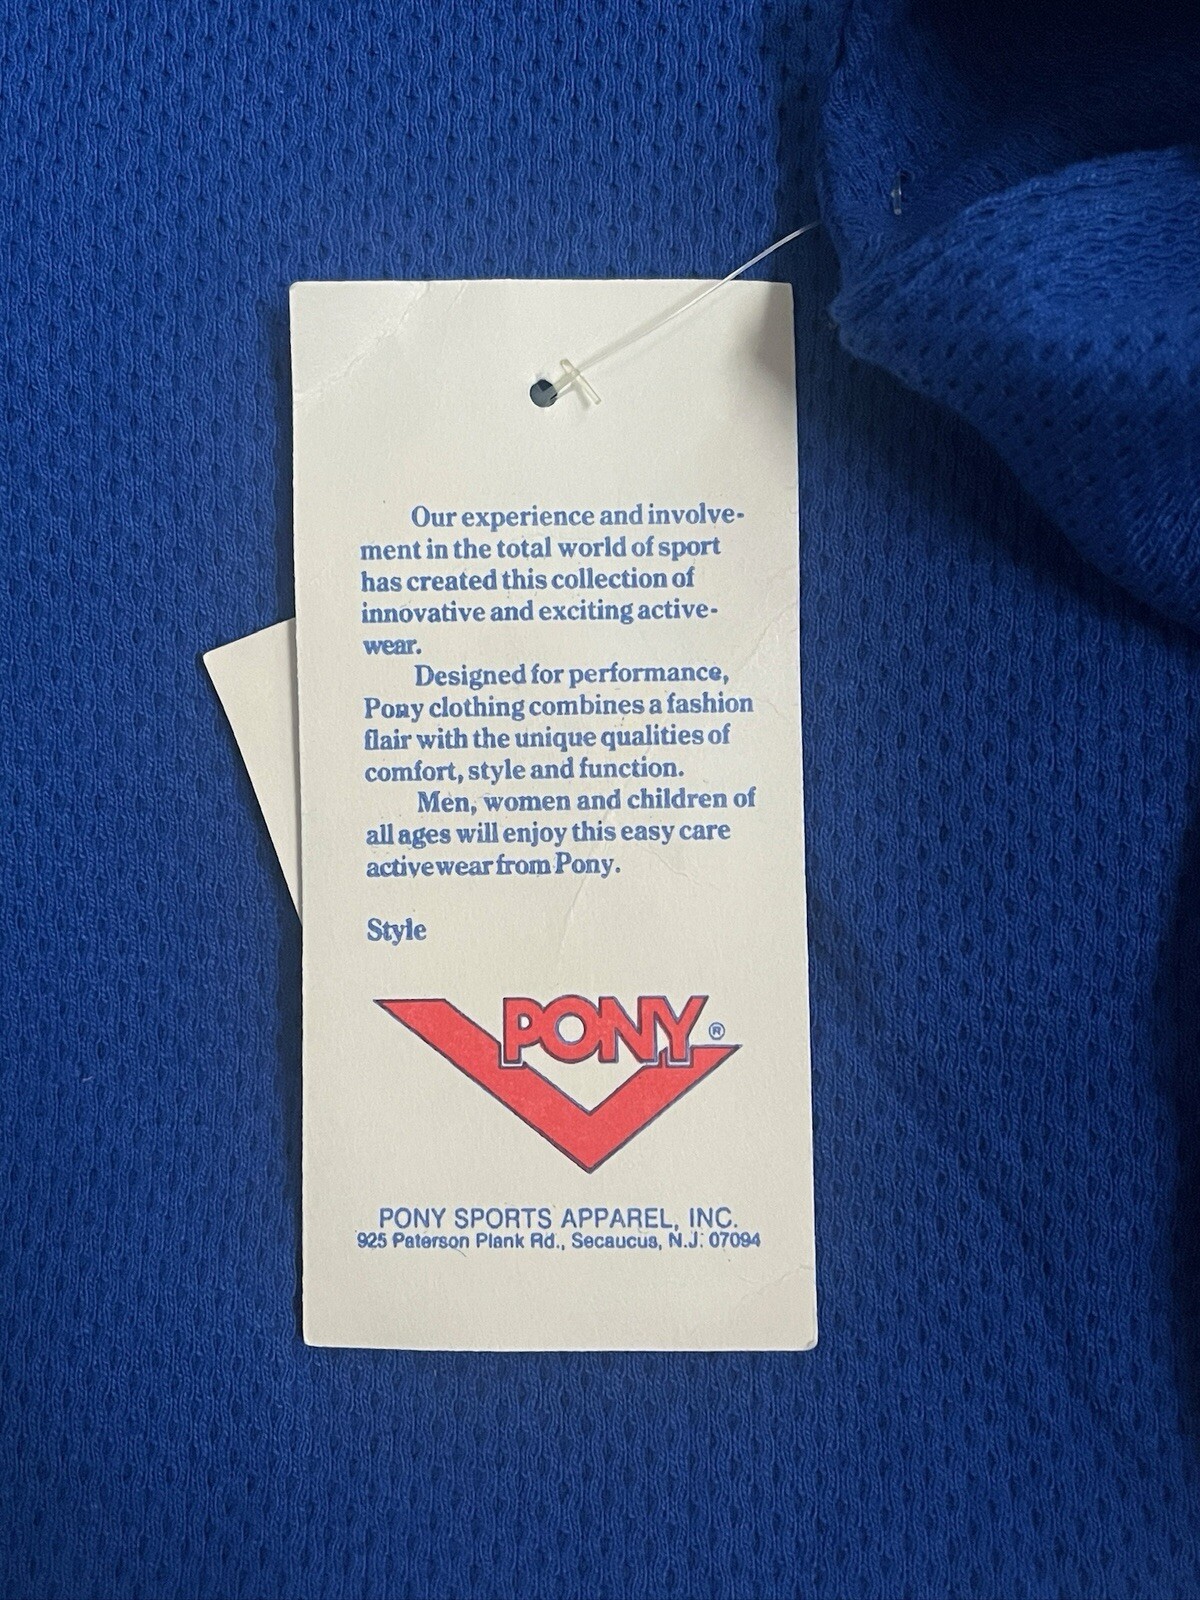 Our experience and involve-
ment in the total world of sport
has created this collection of
innovative and exciting active-
wear.
Designed for performance,
Pony clothing combines a fashion
flair with the unique qualities of
comfort, style and function.
Men, women and children of
all ages will enjoy this easy care
activewear from Pony.
Style
PONY ®
PONY SPORTS APPAREL, INC.
925 Paterson Plank Rd., Secaucus, N.J. 07094